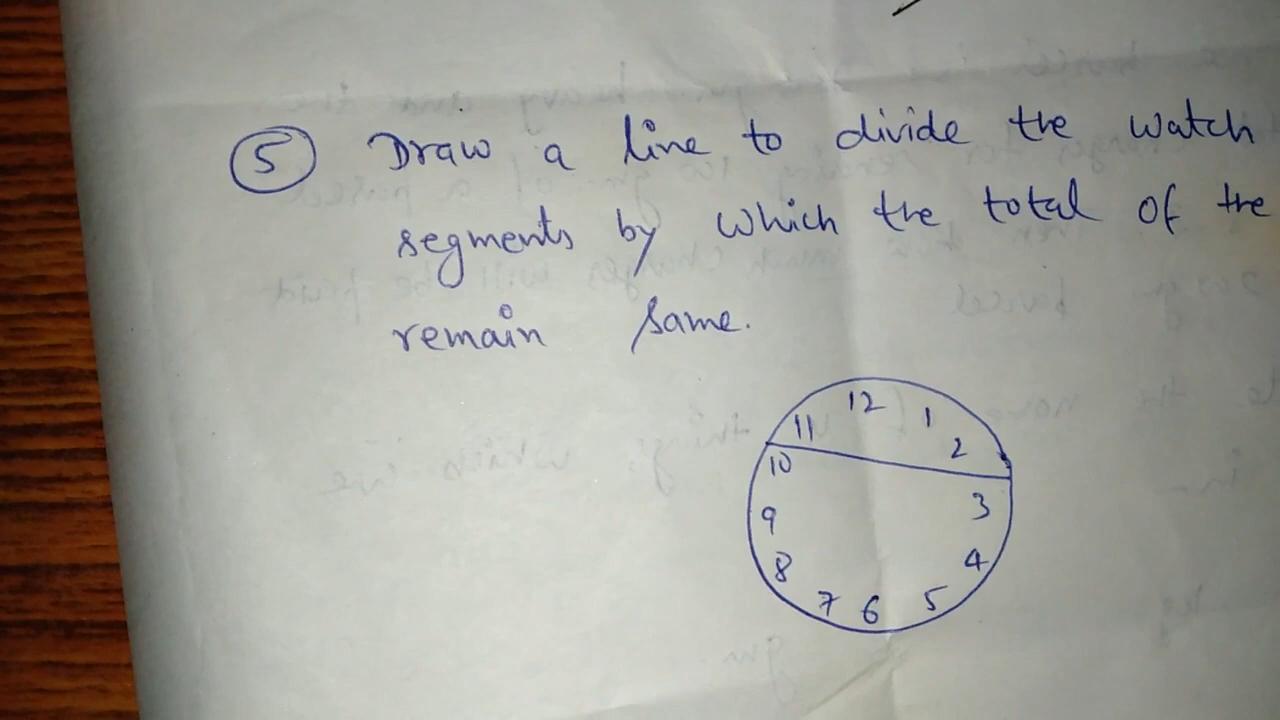 5 Draw a line to divide the watch
segments by which the total of the
remain same.
12
11 1
2
10
3
9
8 4
7 6 5
gm.